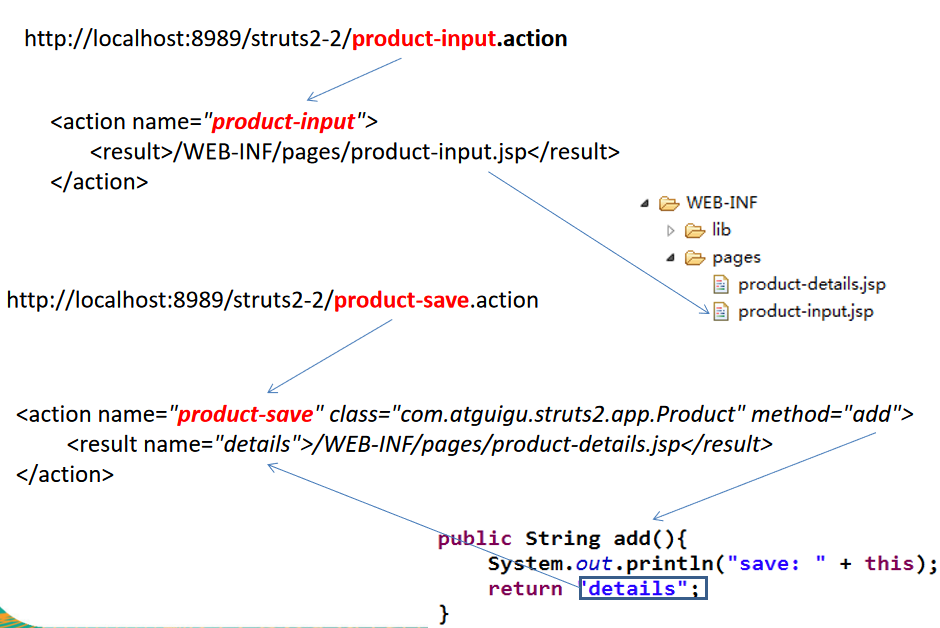 http://localhost:8989/struts2-2/product-input.action
<action name="product-input">
<result>/WEB-INF/pages/product-input.jsp</result>
</action>
WEB-INF
lib
pages
product-details.jsp
product-input.jsp
http://localhost:8989/struts2-2/product-save.action
<action name="product-save" class="com.atguigu.struts2.app.Product" method="add">
<result name="details">/WEB-INF/pages/product-details.jsp</result>
</action>
public String add(){
System.out.println("save: " + this);
return "details";
}